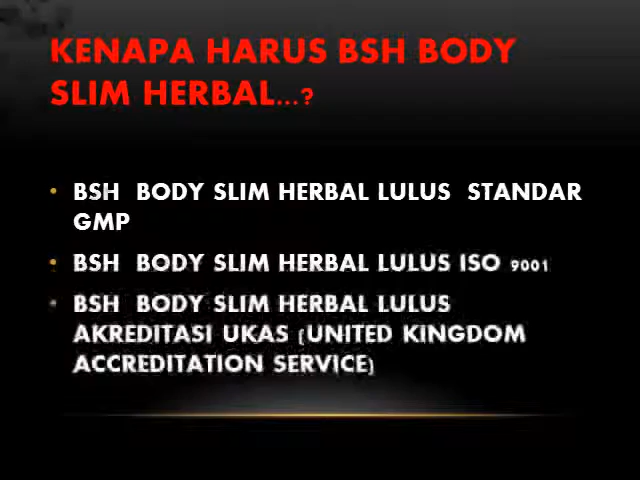 KENAPA HARUS BSH BODY
SLIM HERBAL...?
• BSH BODY SLIM HERBAL LULUS STANDAR
GMP
• BSH BODY SLIM HERBAL LULUS ISO 9001
• BSH BODY SLIM HERBAL LULUS
AKREDITASI UKAS (UNITED KINGDOM
ACCREDITATION SERVICE)